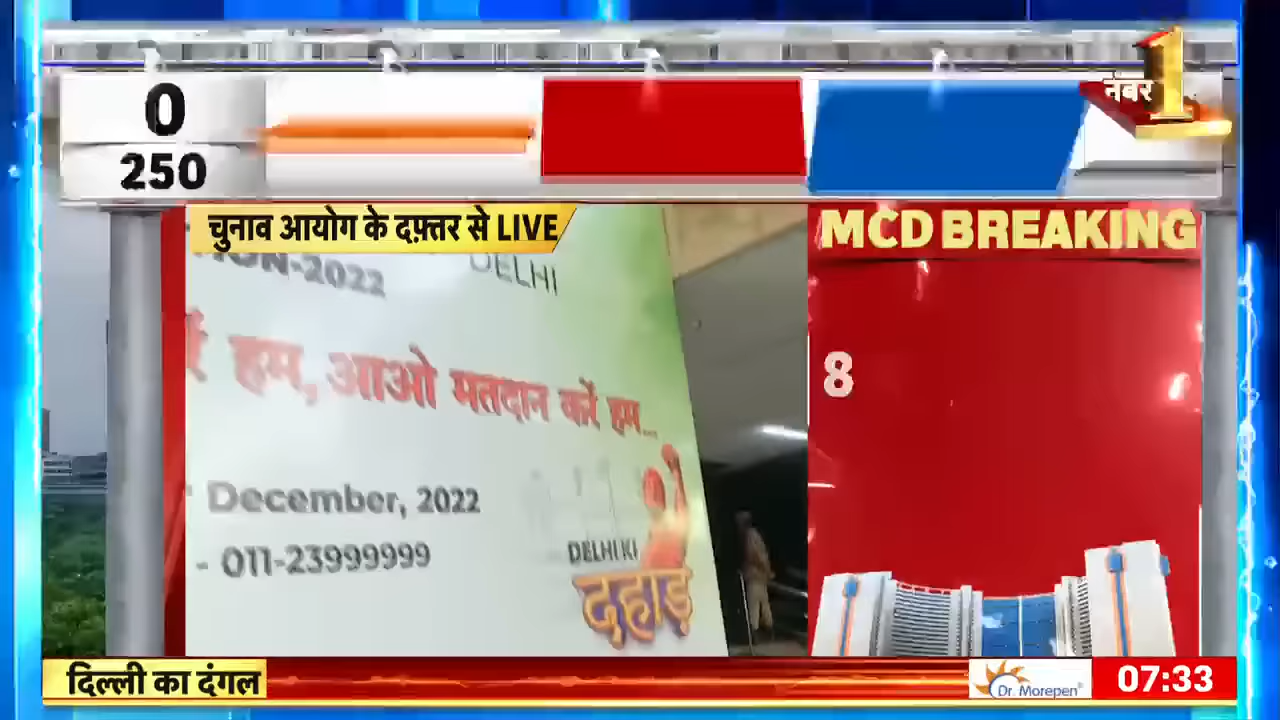 0
250
नंबर 1
चुनाव आयोग के दफ़्तर से LIVE
MCD BREAKING
-2022
DELHI
हम, आओ मतदान करें हम...
8
December, 2022
- 011-23999999
DELHI KI
दहाड़
दिल्ली का दंगल
Dr. Morepen
07:33